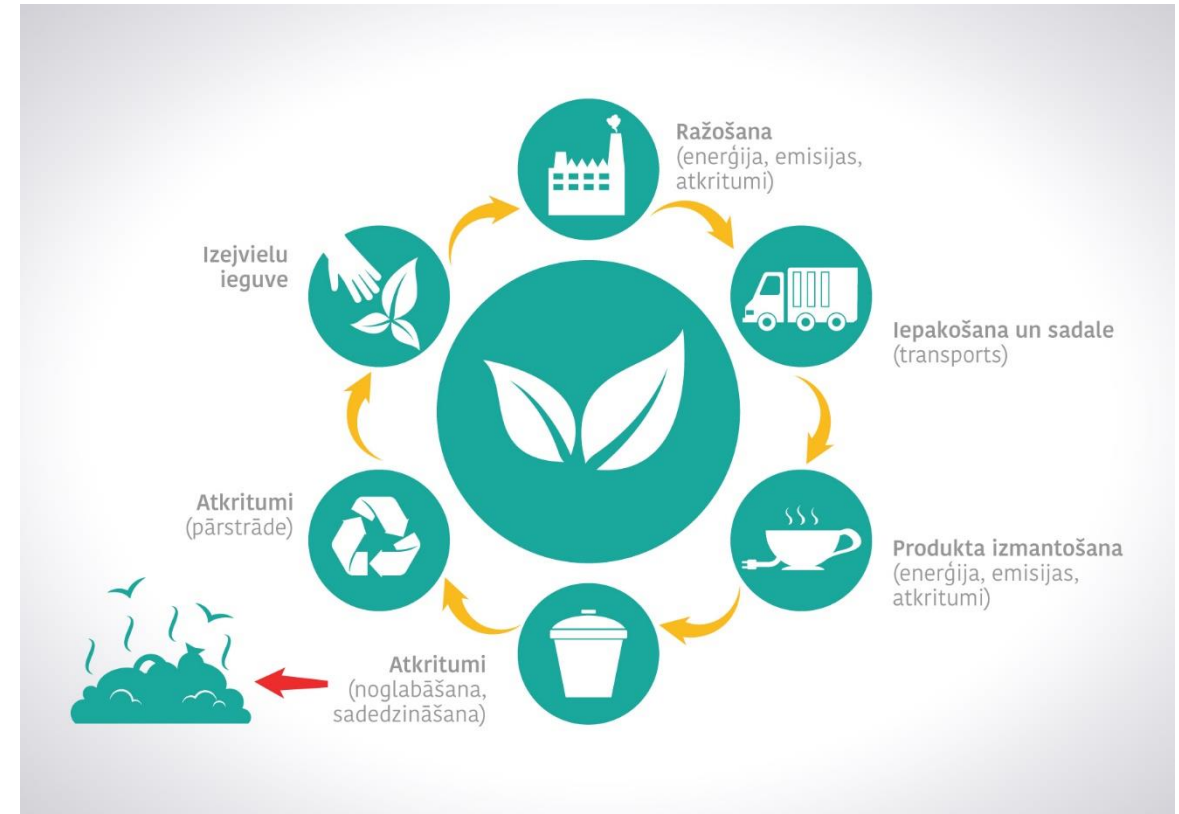 Ražošana
(enerģija, emisijas,
atkritumi)
Izejvielu
ieguve
Iepakošana un sadale
(transports)
Atkritumi
(pārstrāde)
Produkta izmantošana
(enerģija, emisijas,
atkritumi)
Atkritumi
(noglabāšana,
sadedzināšana)